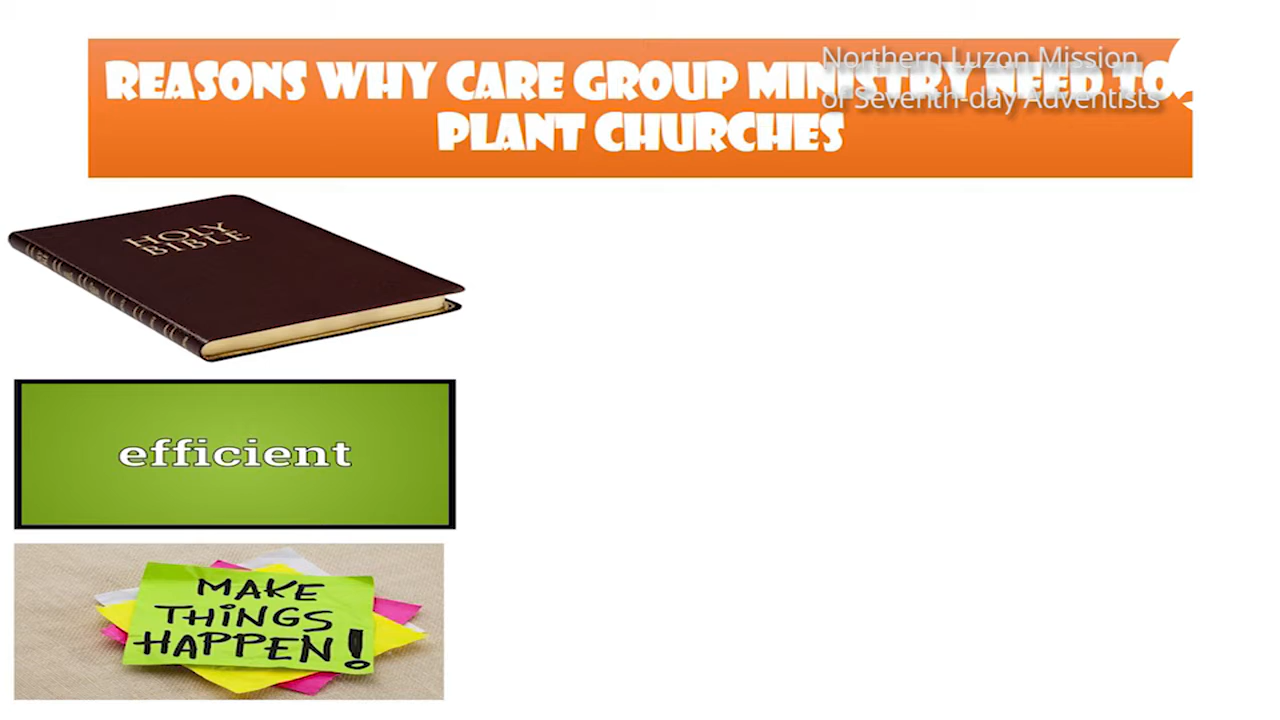 REASONS WHY CARE GROUP MINISTRY NEED TO
PLANT CHURCHES
Northern Luzon Mission
of Seventh-day Adventists
HOLY
BIBLE
efficient
MAKE
THINGS
HAPPEN!